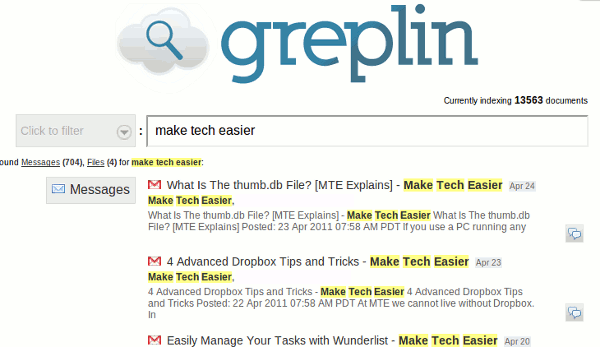 greplin
Currently indexing 13563 documents
Click to filter : make tech easier
ound Messages (704), Files (4) for make tech easier:
Messages
What Is The thumb.db File? [MTE Explains] - Make Tech Easier Apr 24
Make Tech Easier,
What Is The thumb.db File? [MTE Explains] - Make Tech Easier What Is The thumb.db
File? [MTE Explains] Posted: 23 Apr 2011 07:58 AM PDT If you use a PC running any
4 Advanced Dropbox Tips and Tricks - Make Tech Easier Apr 23
Make Tech Easier,
4 Advanced Dropbox Tips and Tricks - Make Tech Easier 4 Advanced Dropbox Tips
and Tricks Posted: 22 Apr 2011 07:58 AM PDT At MTE we cannot live without Dropbox.
In
Easily Manage Your Tasks with Wunderlist - Make Tech Easier Apr 20